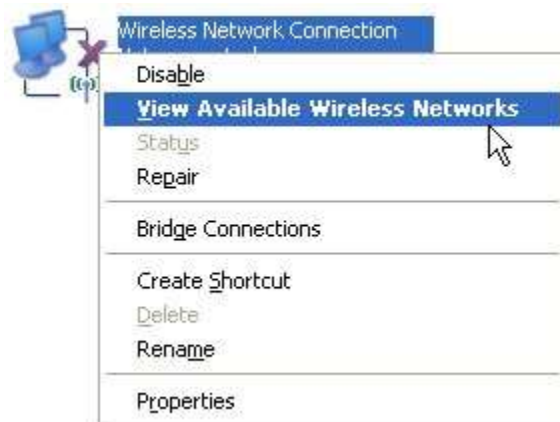 Wireless Network Connection
Disable
View Available Wireless Networks
Status
Repair
Bridge Connections
Create Shortcut
Delete
Rename
Properties